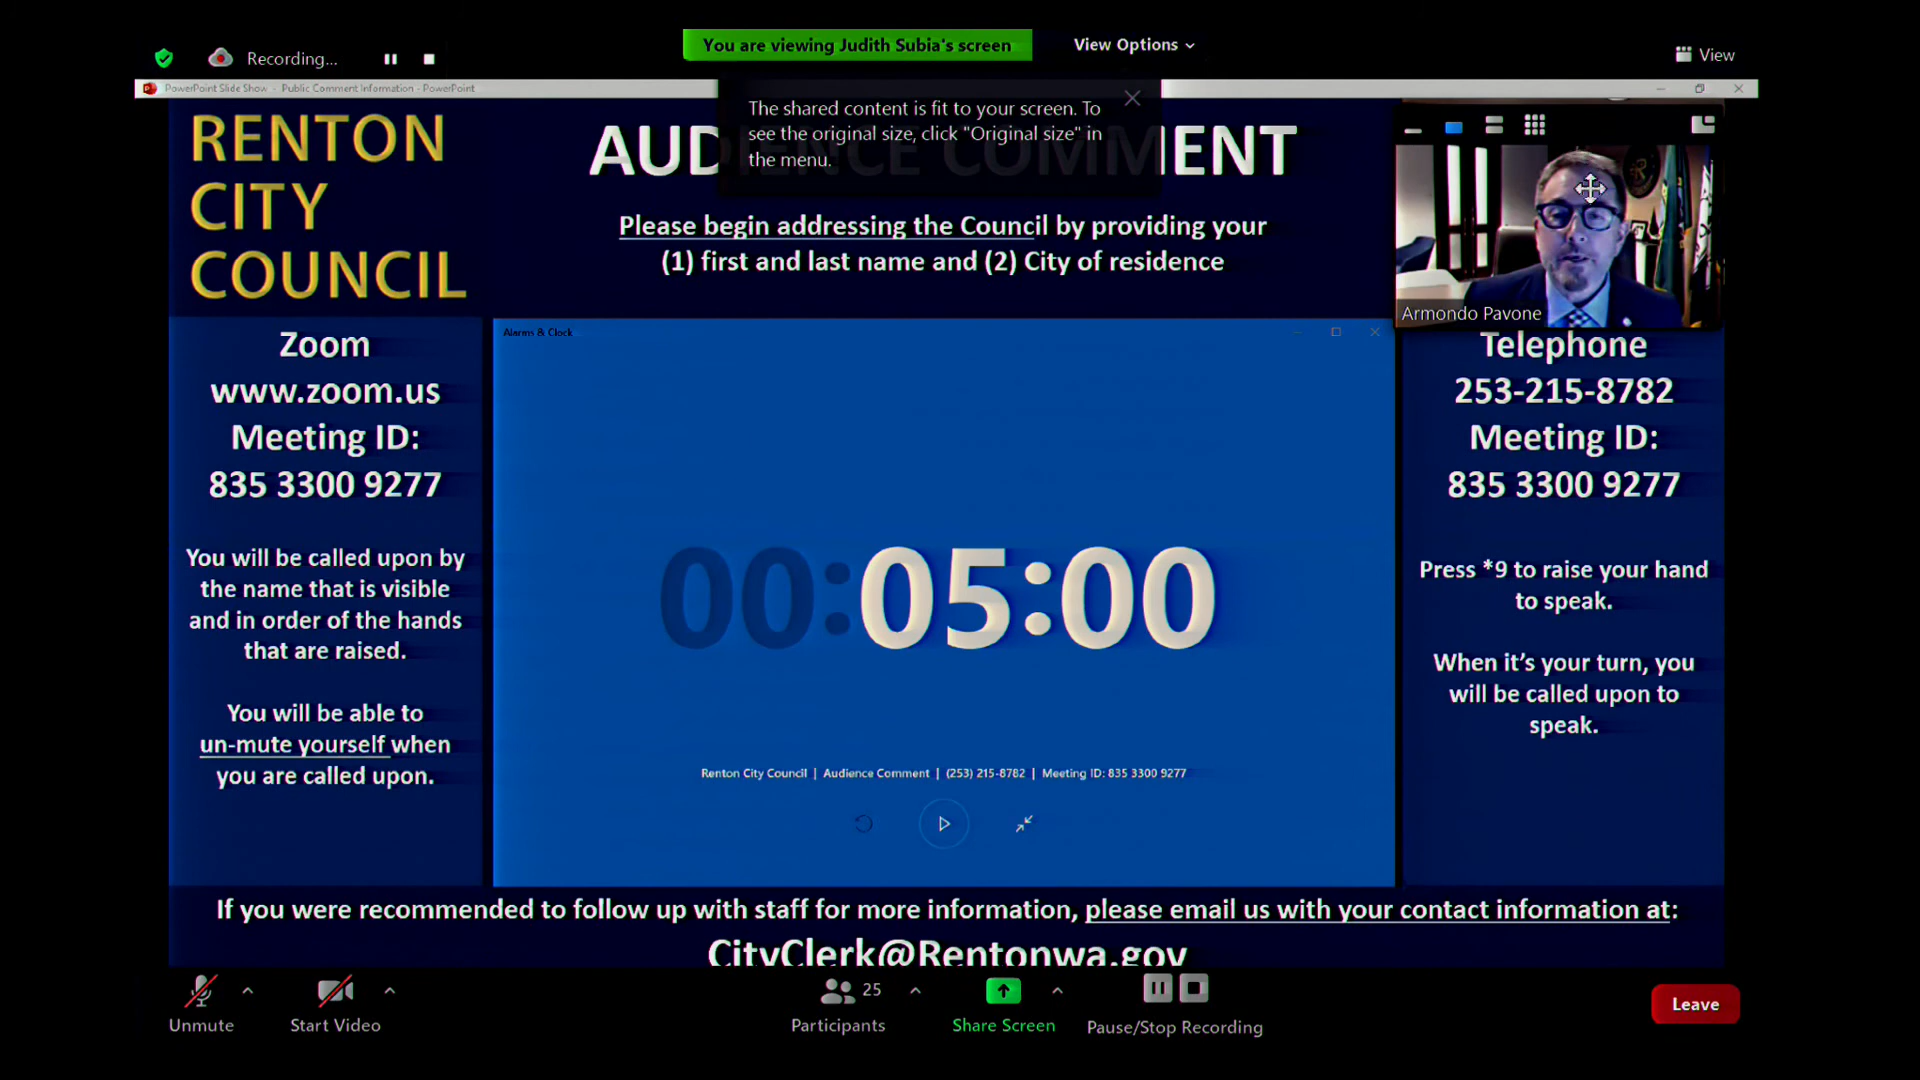 Recording...
You are viewing Judith Subia's screen
View Options
View
PowerPoint Slide Show - Public Comment Information - PowerPoint
The shared content is fit to your screen. To
see the original size, click "Original size" in
the menu.
RENTON
CITY
COUNCIL
AUDIENCE COMMENT
Please begin addressing the Council by providing your
(1) first and last name and (2) City of residence
Armondo Pavone
Zoom
www.zoom.us
Meeting ID:
835 3300 9277
You will be called upon by
the name that is visible
and in order of the hands
that are raised.
You will be able to
un-mute yourself when
you are called upon.
Alarms & Clock
00:05:00
Renton City Council | Audience Comment | (253) 215-8782 | Meeting ID: 835 3300 9277
Telephone
253-215-8782
Meeting ID:
835 3300 9277
Press *9 to raise your hand
to speak.
When it's your turn, you
will be called upon to
speak.
If you were recommended to follow up with staff for more information, please email us with your contact information at:
CityClerk@Rentonwa.gov
Unmute
Start Video
25
Participants
Share Screen
Pause/Stop Recording
Leave